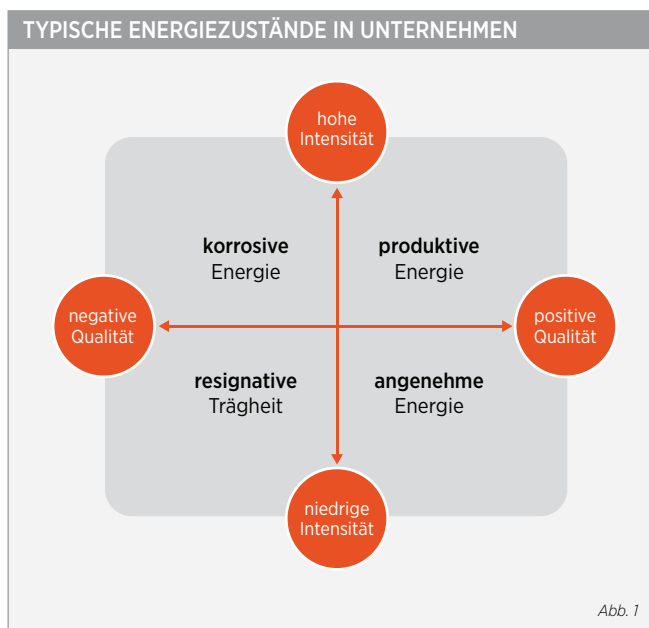 TYPISCHE ENERGIEZUSTÄNDE IN UNTERNEHMEN
hohe
Intensität
korrosive
Energie
produktive
Energie
negative
Qualität
positive
Qualität
resignative
Trägheit
angenehme
Energie
niedrige
Intensität
Abb. 1